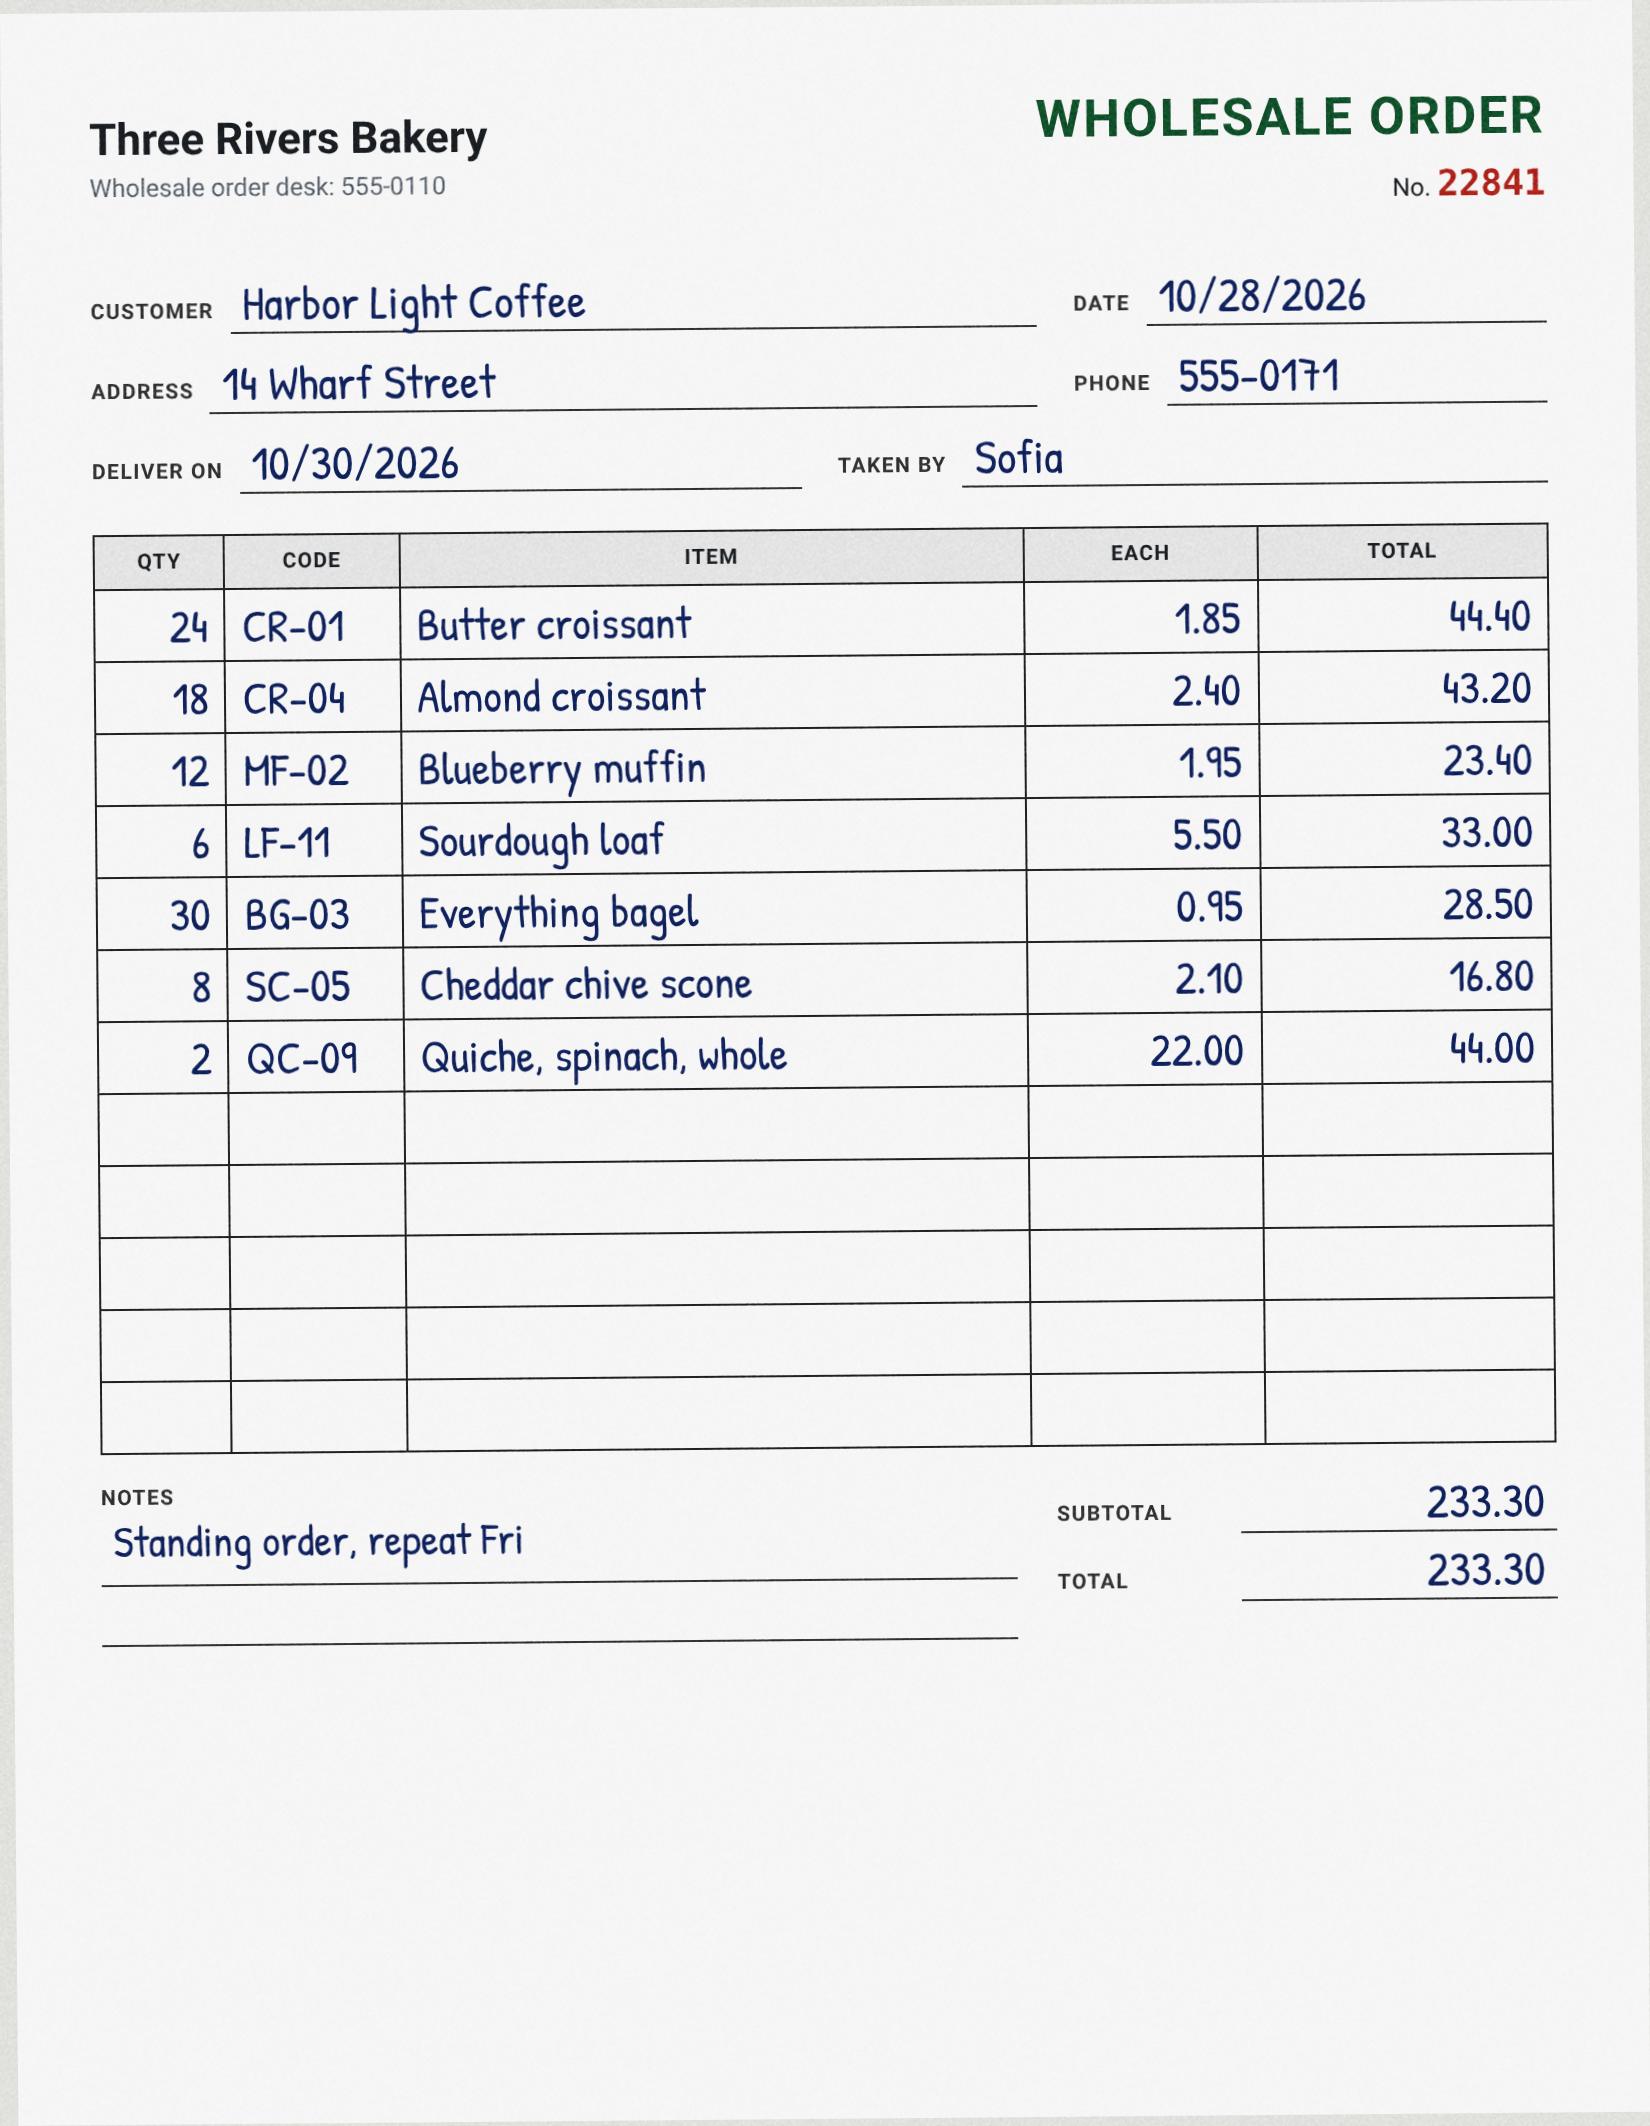 Three Rivers Bakery
Wholesale order desk: 555-0110
WHOLESALE ORDER
No. 22841
CUSTOMER Harbor Light Coffee
DATE 10/28/2026
ADDRESS 14 Wharf Street
PHONE 555-0171
DELIVER ON 10/30/2026
TAKEN BY Sofia
QTY CODE ITEM EACH TOTAL
24 CR-01 Butter croissant 1.85 44.40
18 CR-04 Almond croissant 2.40 43.20
12 MF-02 Blueberry muffin 1.95 23.40
6 LF-11 Sourdough loaf 5.50 33.00
30 BG-03 Everything bagel 0.95 28.50
8 SC-05 Cheddar chive scone 2.10 16.80
2 QC-09 Quiche, spinach, whole 22.00 44.00
NOTES
Standing order, repeat Fri
SUBTOTAL 233.30
TOTAL 233.30